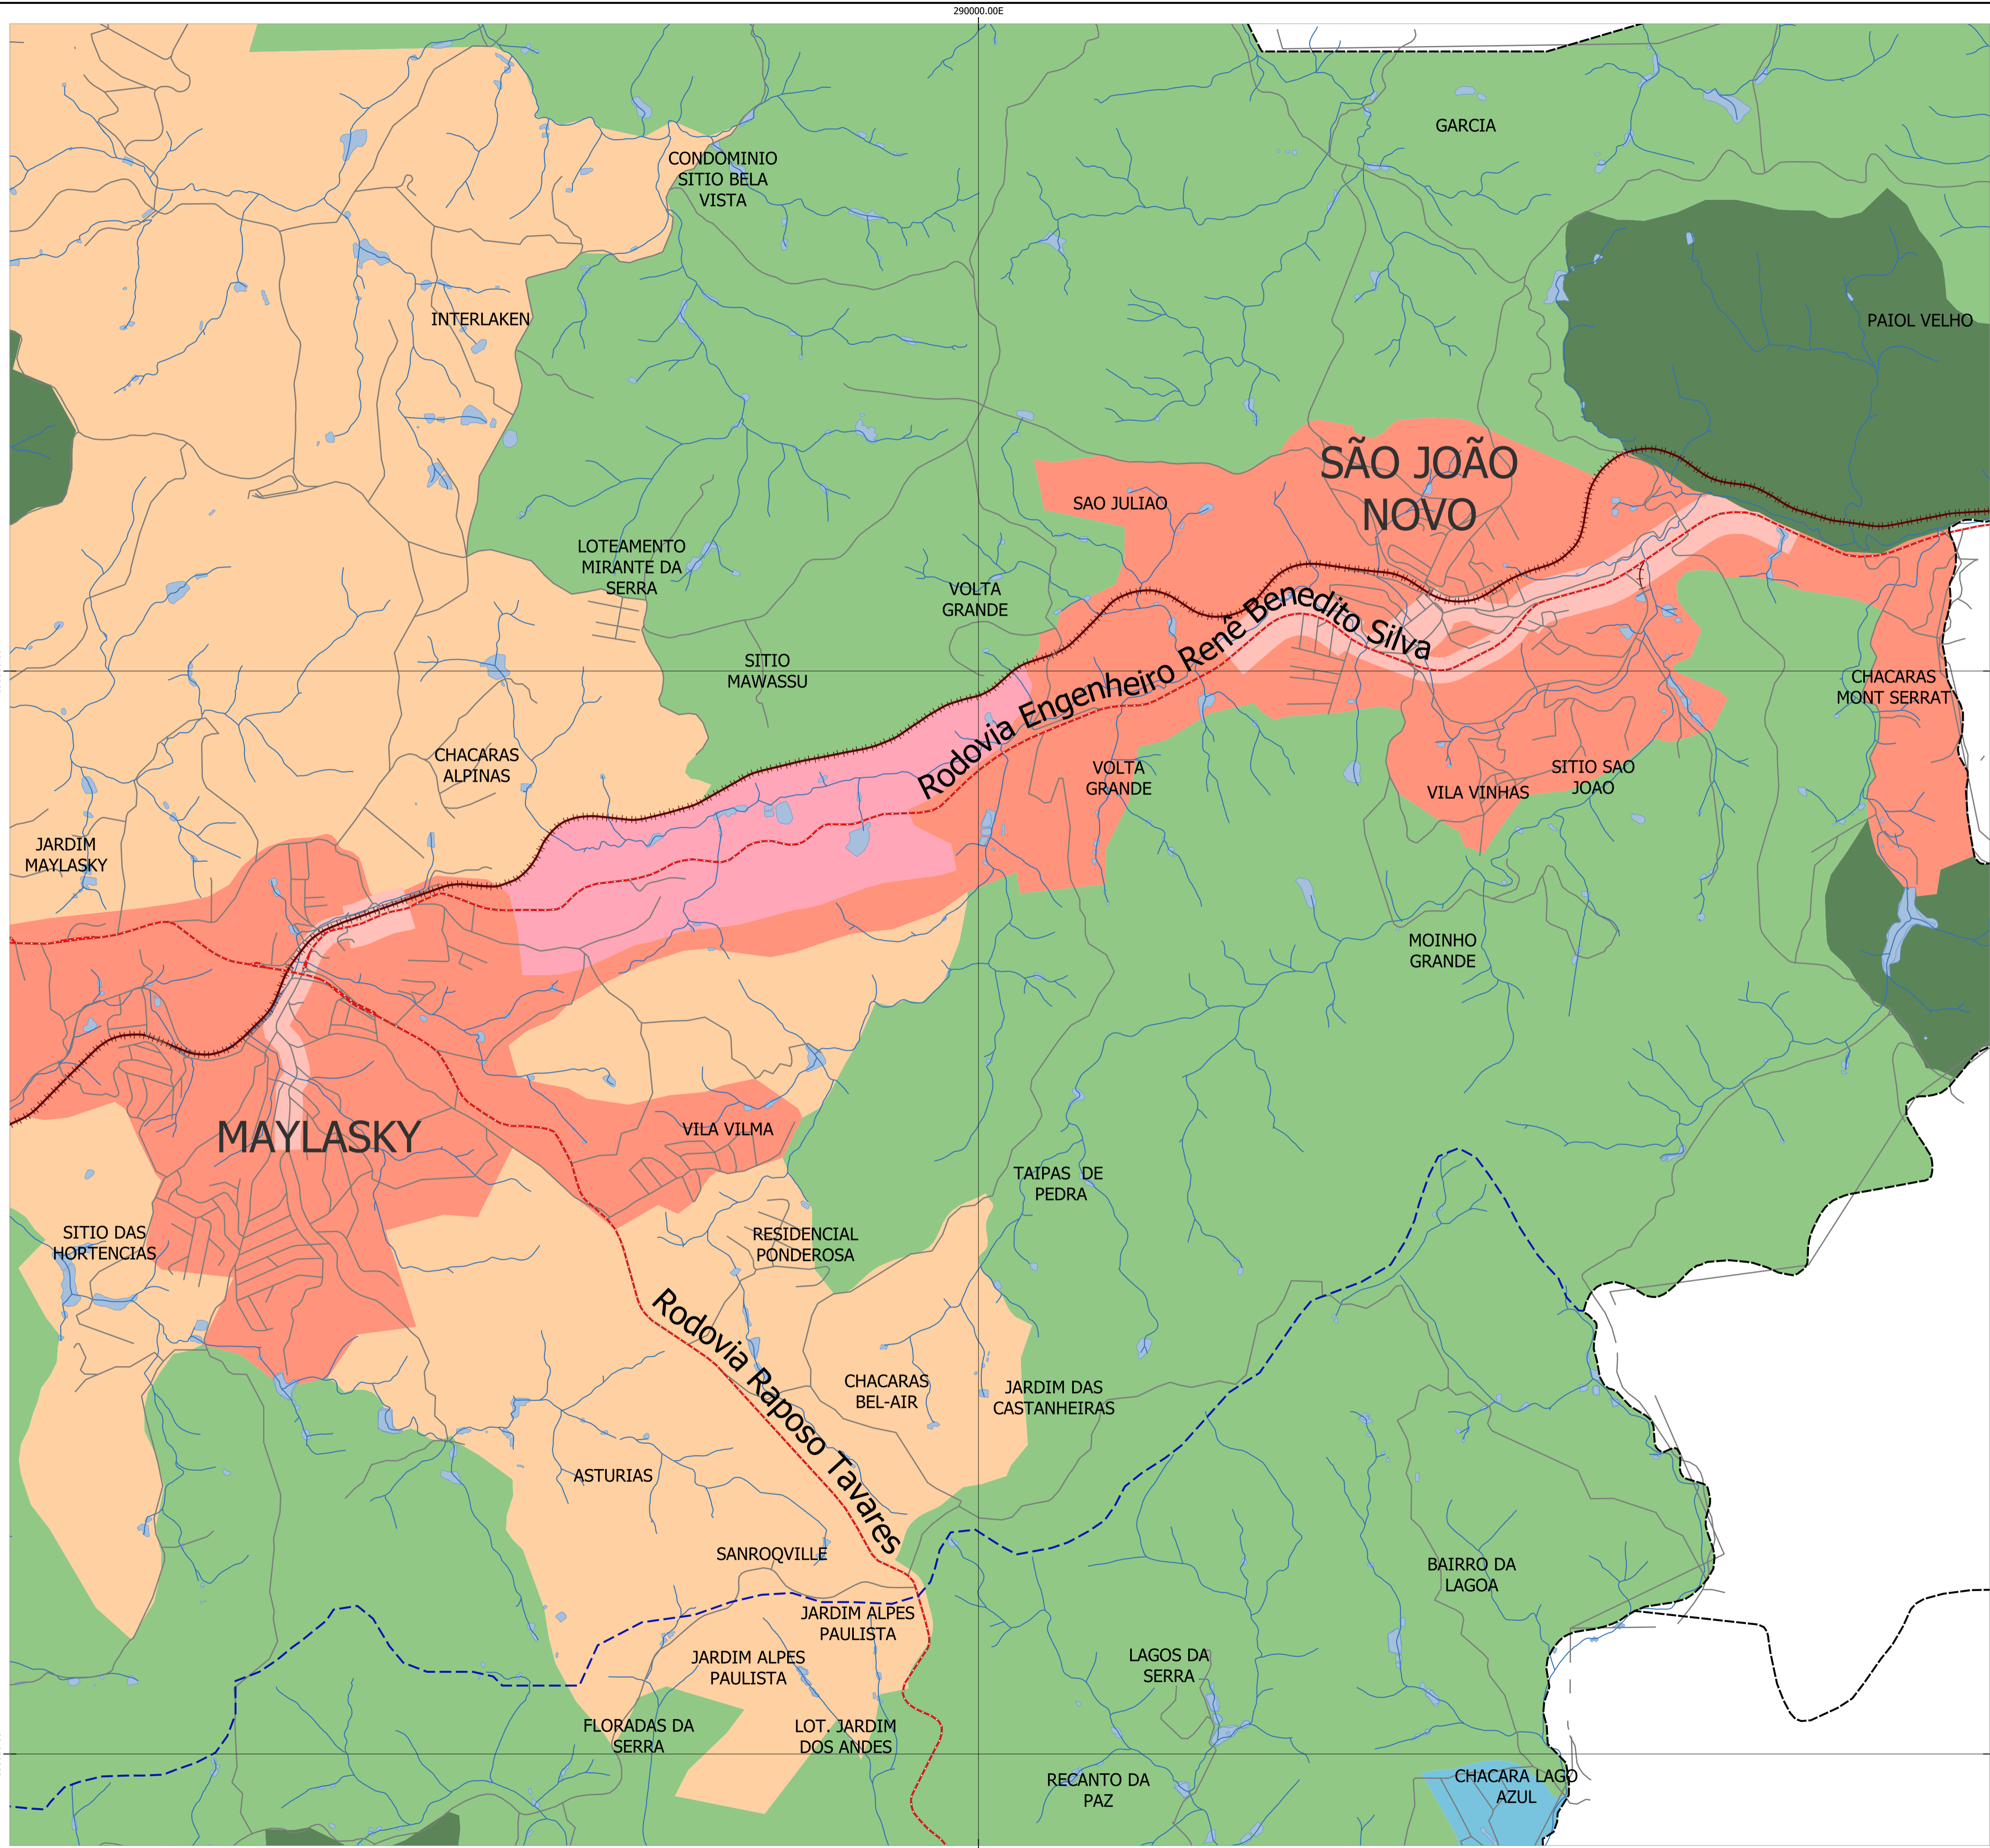 290000.00E
GARCIA
CONDOMINIO
SITIO BELA
VISTA
INTERLAKEN
PAIOL VELHO
SÃO JOÃO
NOVO
SAO JULIAO
LOTEAMENTO
MIRANTE DA
SERRA
VOLTA
GRANDE
Rodovia Engenheiro Renê Benedito Silva
SITIO
MAWASSU
CHACARAS
MONT SERRAT
CHACARAS
ALPINAS
VOLTA
GRANDE
VILA VINHAS
SITIO SAO
JOAO
JARDIM
MAYLASKY
MOINHO
GRANDE
MAYLASKY
VILA VILMA
TAIPAS DE
PEDRA
SITIO DAS
HORTENCIAS
RESIDENCIAL
PONDEROSA
Rodovia Raposo Tavares
CHACARAS
BEL-AIR
JARDIM DAS
CASTANHEIRAS
ASTURIAS
SANROQVILLE
BAIRRO DA
LAGOA
JARDIM ALPES
PAULISTA
JARDIM ALPES
PAULISTA
LAGOS DA
SERRA
FLORADAS DA
SERRA
LOT. JARDIM
DOS ANDES
RECANTO DA
PAZ
CHACARA LAGO
AZUL